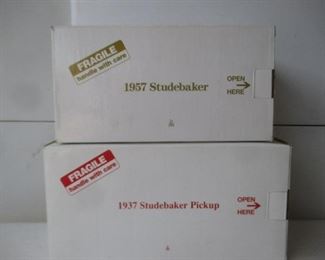 FRAGILE
handle with care
1957 Studebaker
OPEN
HERE
FRAGILE
handle with care
1937 Studebaker Pickup
OPEN
HERE